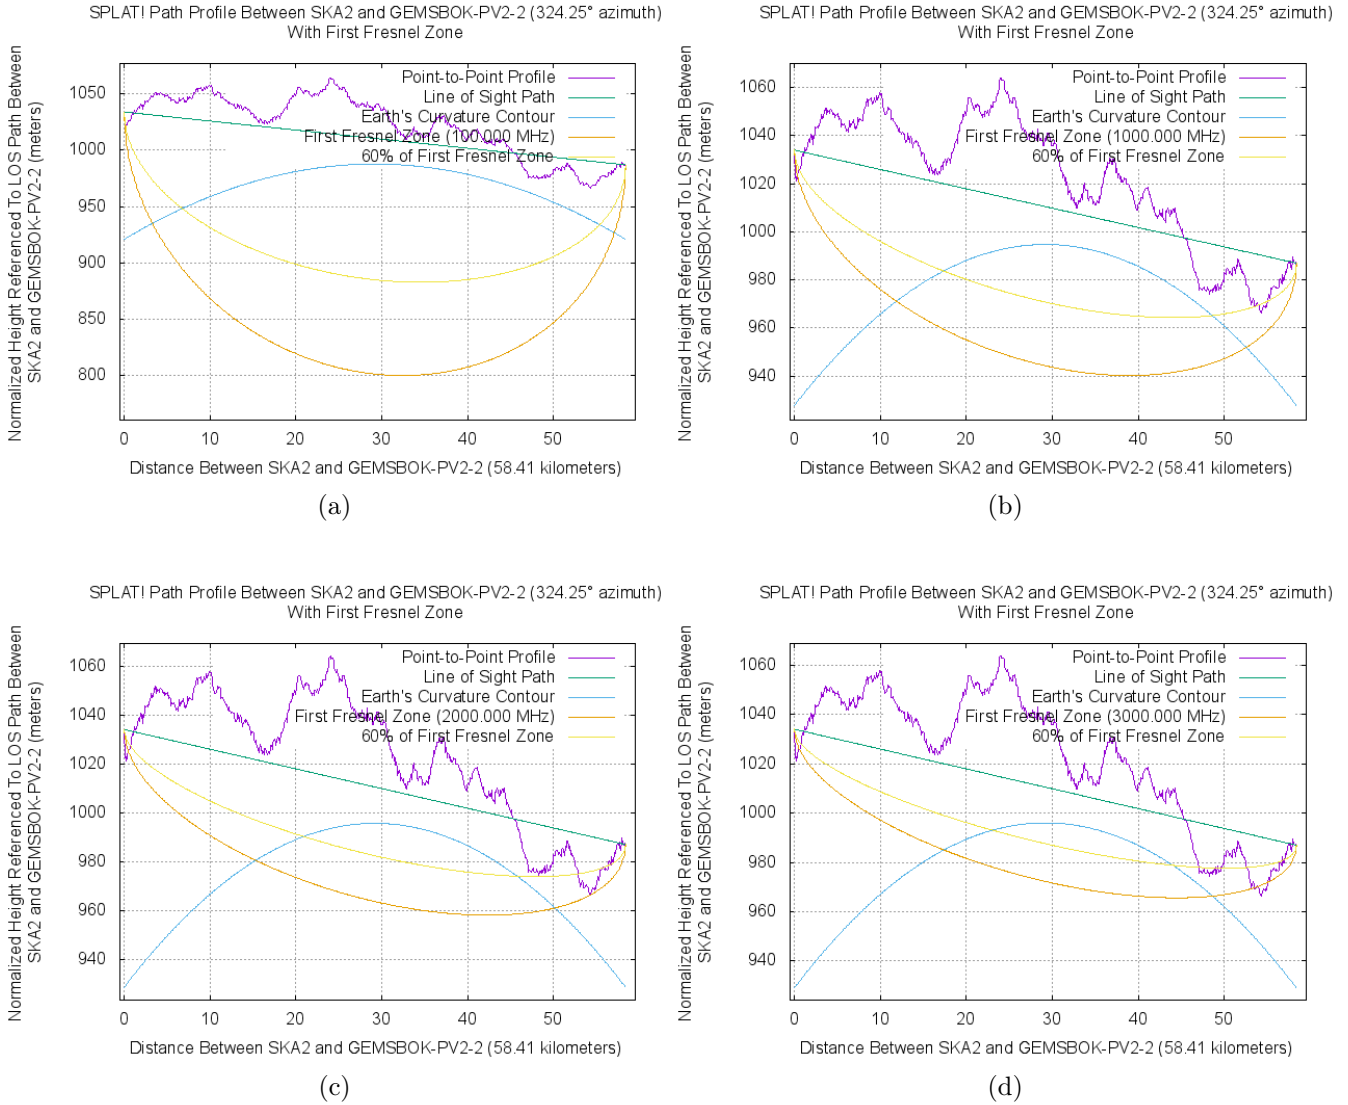 SPLAT! Path Profile Between SKA2 and GEMSBOK-PV2-2 (324.25° azimuth)
With First Fresnel Zone
Normalized Height Referenced To LOS Path Between
SKA2 and GEMSBOK-PV2-2 (meters)
1050
1000
950
900
850
800
Point-to-Point Profile
Line of Sight Path
Earth's Curvature Contour
First Fresnel Zone (100.000 MHz)
60% of First Fresnel Zone
0 10 20 30 40 50
Distance Between SKA2 and GEMSBOK-PV2-2 (58.41 kilometers)
(a)
SPLAT! Path Profile Between SKA2 and GEMSBOK-PV2-2 (324.25° azimuth)
With First Fresnel Zone
Normalized Height Referenced To LOS Path Between
SKA2 and GEMSBOK-PV2-2 (meters)
1060
1040
1020
1000
980
960
940
Point-to-Point Profile
Line of Sight Path
Earth's Curvature Contour
First Fresnel Zone (1000.000 MHz)
60% of First Fresnel Zone
0 10 20 30 40 50
Distance Between SKA2 and GEMSBOK-PV2-2 (58.41 kilometers)
(b)
SPLAT! Path Profile Between SKA2 and GEMSBOK-PV2-2 (324.25° azimuth)
With First Fresnel Zone
Normalized Height Referenced To LOS Path Between
SKA2 and GEMSBOK-PV2-2 (meters)
1060
1040
1020
1000
980
960
940
Point-to-Point Profile
Line of Sight Path
Earth's Curvature Contour
First Fresnel Zone (2000.000 MHz)
60% of First Fresnel Zone
0 10 20 30 40 50
Distance Between SKA2 and GEMSBOK-PV2-2 (58.41 kilometers)
(c)
SPLAT! Path Profile Between SKA2 and GEMSBOK-PV2-2 (324.25° azimuth)
With First Fresnel Zone
Normalized Height Referenced To LOS Path Between
SKA2 and GEMSBOK-PV2-2 (meters)
1060
1040
1020
1000
980
960
940
Point-to-Point Profile
Line of Sight Path
Earth's Curvature Contour
First Fresnel Zone (3000.000 MHz)
60% of First Fresnel Zone
0 10 20 30 40 50
Distance Between SKA2 and GEMSBOK-PV2-2 (58.41 kilometers)
(d)